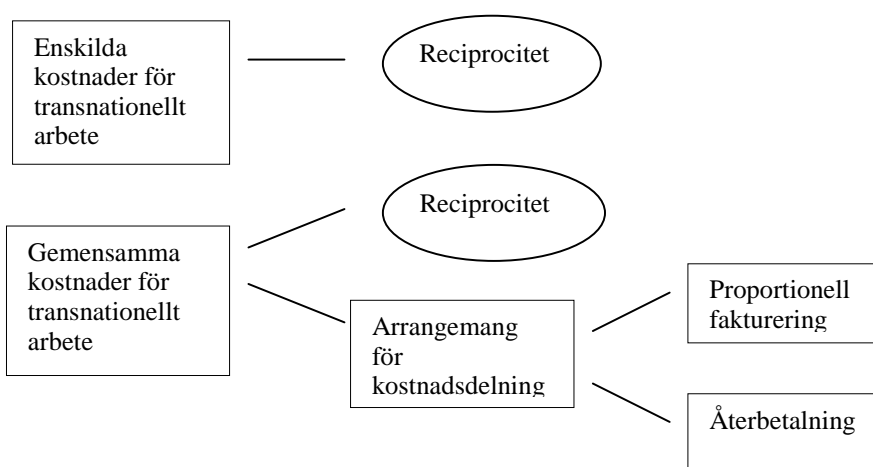 Enskilda
kostnader för
transnationellt
arbete
Reciprocitet
Reciprocitet
Gemensamma
kostnader för
transnationellt
arbete
Arrangemang
för
kostnadsdelning
Proportionell
fakturering
Återbetalning